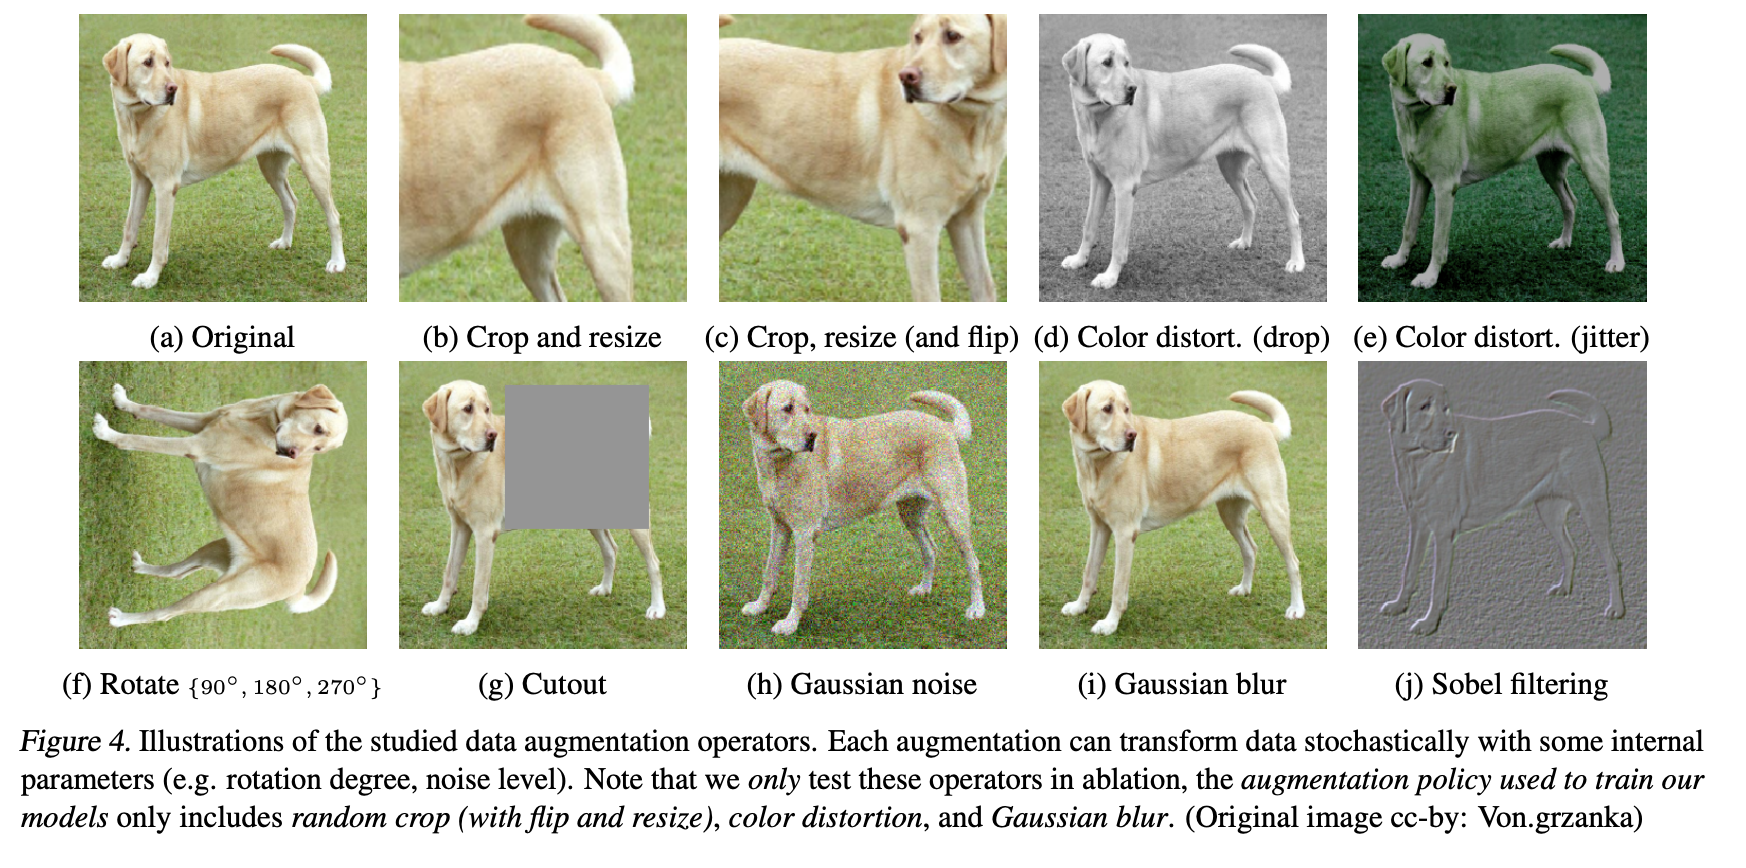 (a) Original
(b) Crop and resize
(c) Crop, resize (and flip)
(d) Color distort. (drop)
(e) Color distort. (jitter)
(f) Rotate {90°, 180°, 270°}
(g) Cutout
(h) Gaussian noise
(i) Gaussian blur
(j) Sobel filtering
Figure 4. Illustrations of the studied data augmentation operators. Each augmentation can transform data stochastically with some internal
parameters (e.g. rotation degree, noise level). Note that we only test these operators in ablation, the augmentation policy used to train our
models only includes random crop (with flip and resize), color distortion, and Gaussian blur. (Original image cc-by: Von.grzanka)